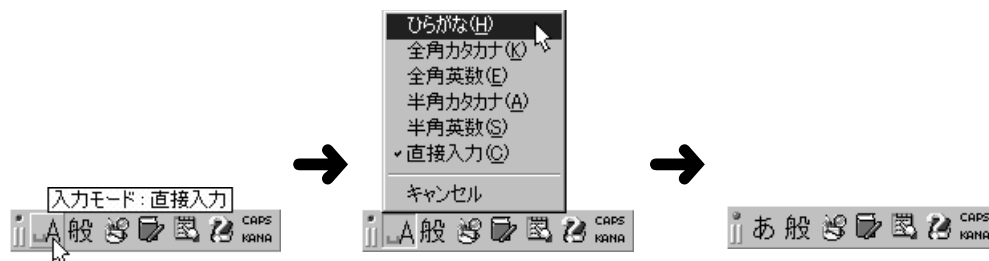 入力モード：直接入力
A 般 CAPS KANA
ひらがな(H)
全角カタカナ(K)
全角英数(E)
半角カタカナ(A)
半角英数(S)
直接入力(C)
キャンセル
A 般 CAPS KANA
あ 般 CAPS KANA